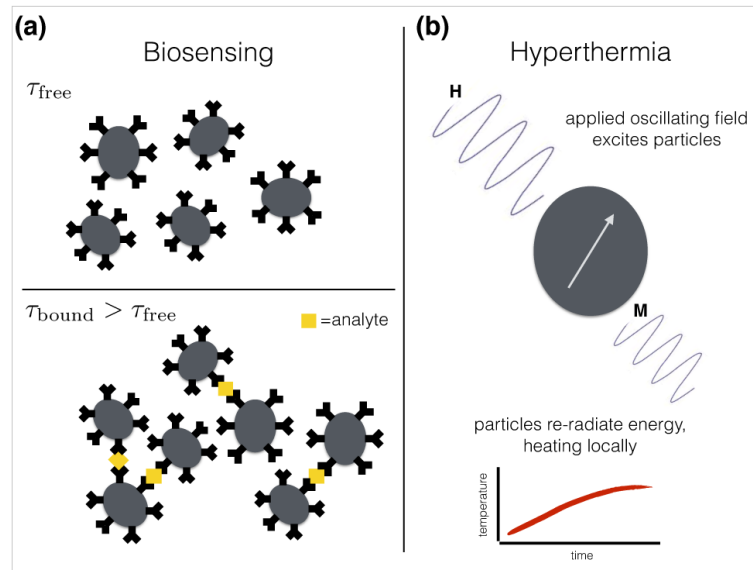 (a)
Biosensing
τfree
τbound > τfree
=analyte
(b)
Hyperthermia
H
applied oscillating field
excites particles
M
particles re-radiate energy,
heating locally
temperature
time